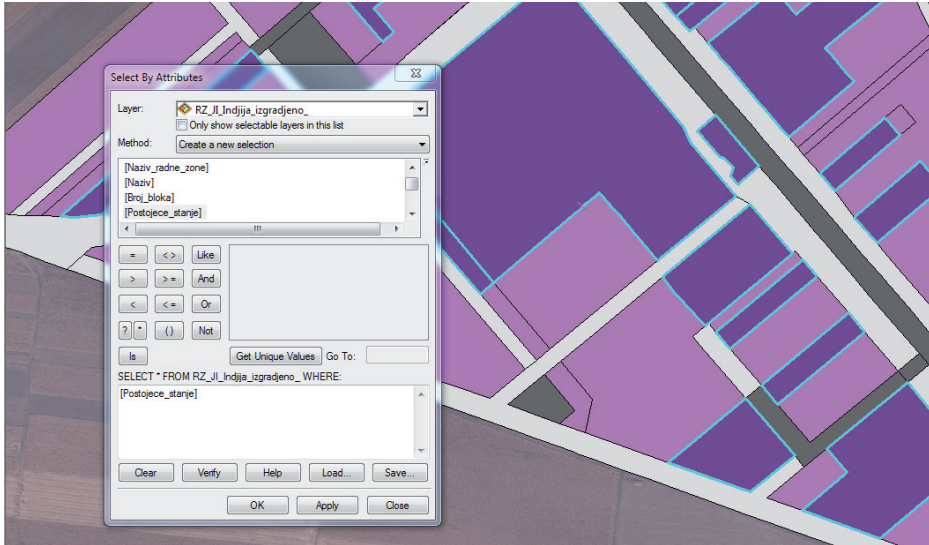 Select By Attributes
Layer: RZ_JI_Indjija_izgradjeno_
Only show selectable layers in this list
Method: Create a new selection
[Naziv_radne_zone]
[Naziv]
[Broj_bloka]
[Postojece_stanje]
= < > Like
> > = And
< < = Or
? * ( ) Not
Is Get Unique Values Go To:
SELECT * FROM RZ_JI_Indjija_izgradjeno_ WHERE:
[Postojece_stanje]
Clear Verify Help Load... Save...
OK Apply Close